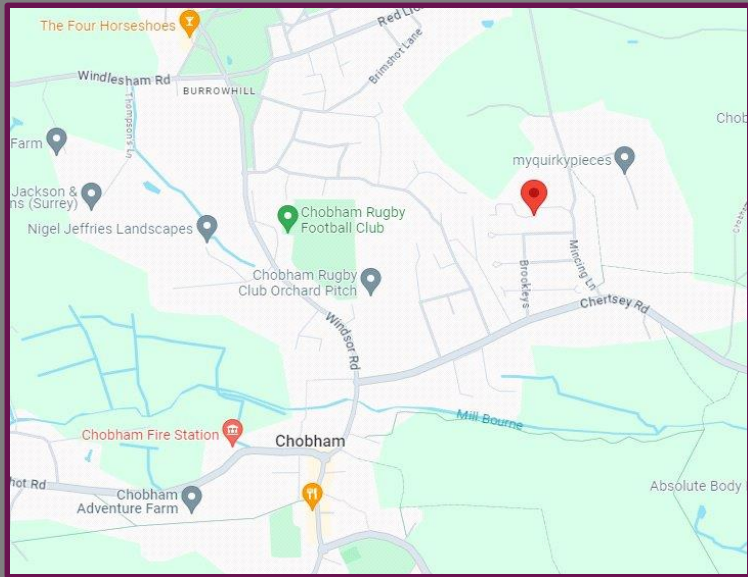 The Four Horseshoes
Red Lio
Brimshot Lane
Windlesham Rd
BURROWHILL
Thompson's Ln
Chob
Farm
myquirkypieces
Jackson &
ns (Surrey)
Chobham Rugby
Football Club
Nigel Jeffries Landscapes
Mincing Ln
Chobham Rugby
Club Orchard Pitch
Brookleys
Chertsey Rd
Windsor Rd
Mill Bourne
Chobham Fire Station
Chobham
hot Rd
Chobham
Adventure Farm
Absolute Body